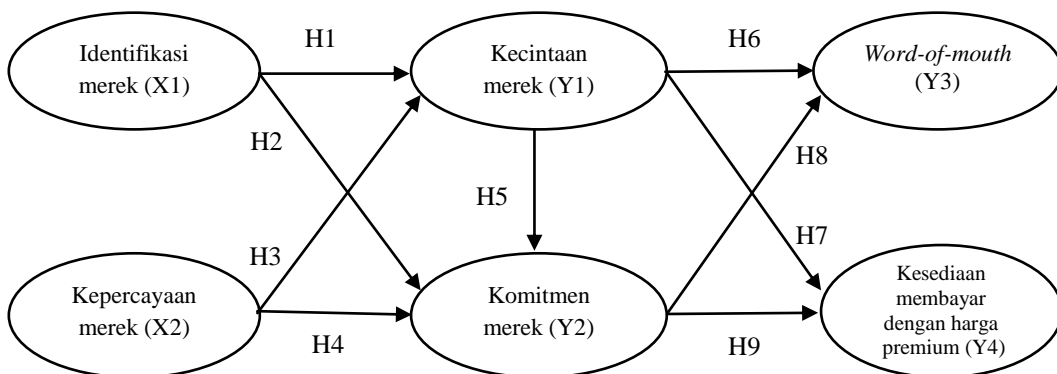 Identifikasi
merek (X1)
H1
Kecintaan
merek (Y1)
H6
Word-of-mouth
(Y3)
H2
H8
H5
H3
H7
Kepercayaan
merek (X2)
H4
Komitmen
merek (Y2)
H9
Kesediaan
membayar
dengan harga
premium (Y4)